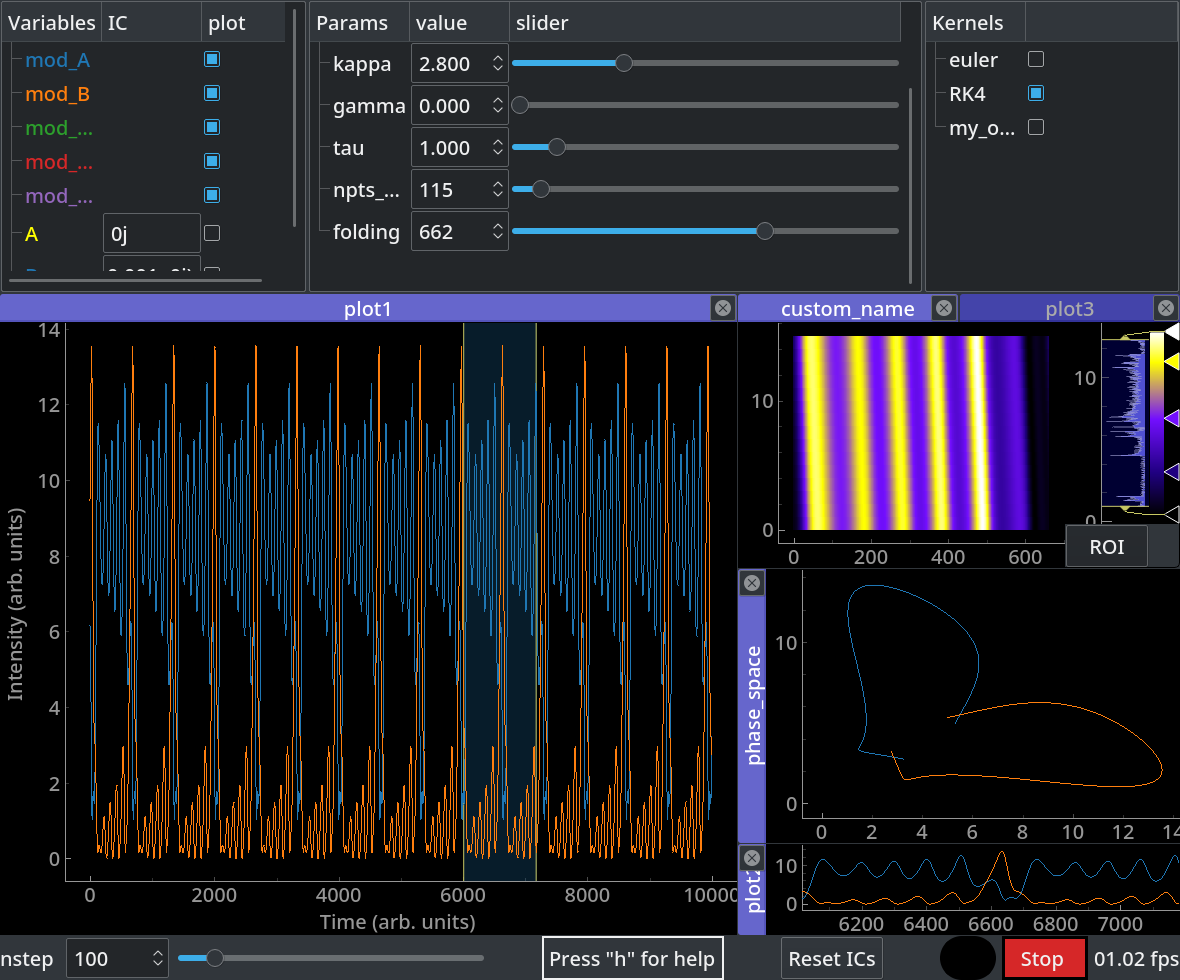 Variables IC plot
mod_A
mod_B
mod_...
mod_...
mod_...
A 0j
Params value slider
kappa 2.800
gamma 0.000
tau 1.000
npts_... 115
folding 662
Kernels
euler
RK4
my_o...
plot1
14
12
10
8
6
4
2
0
Intensity (arb. units)
0 2000 4000 6000 8000 10000
Time (arb. units)
custom_name plot3
10
0
0 200 400 600
10
ROI
phase_space
10
0
0 2 4 6 8 10 12 14
plot2
10
0
6200 6400 6600 6800 7000
nstep 100 Press "h" for help Reset ICs Stop 01.02 fps